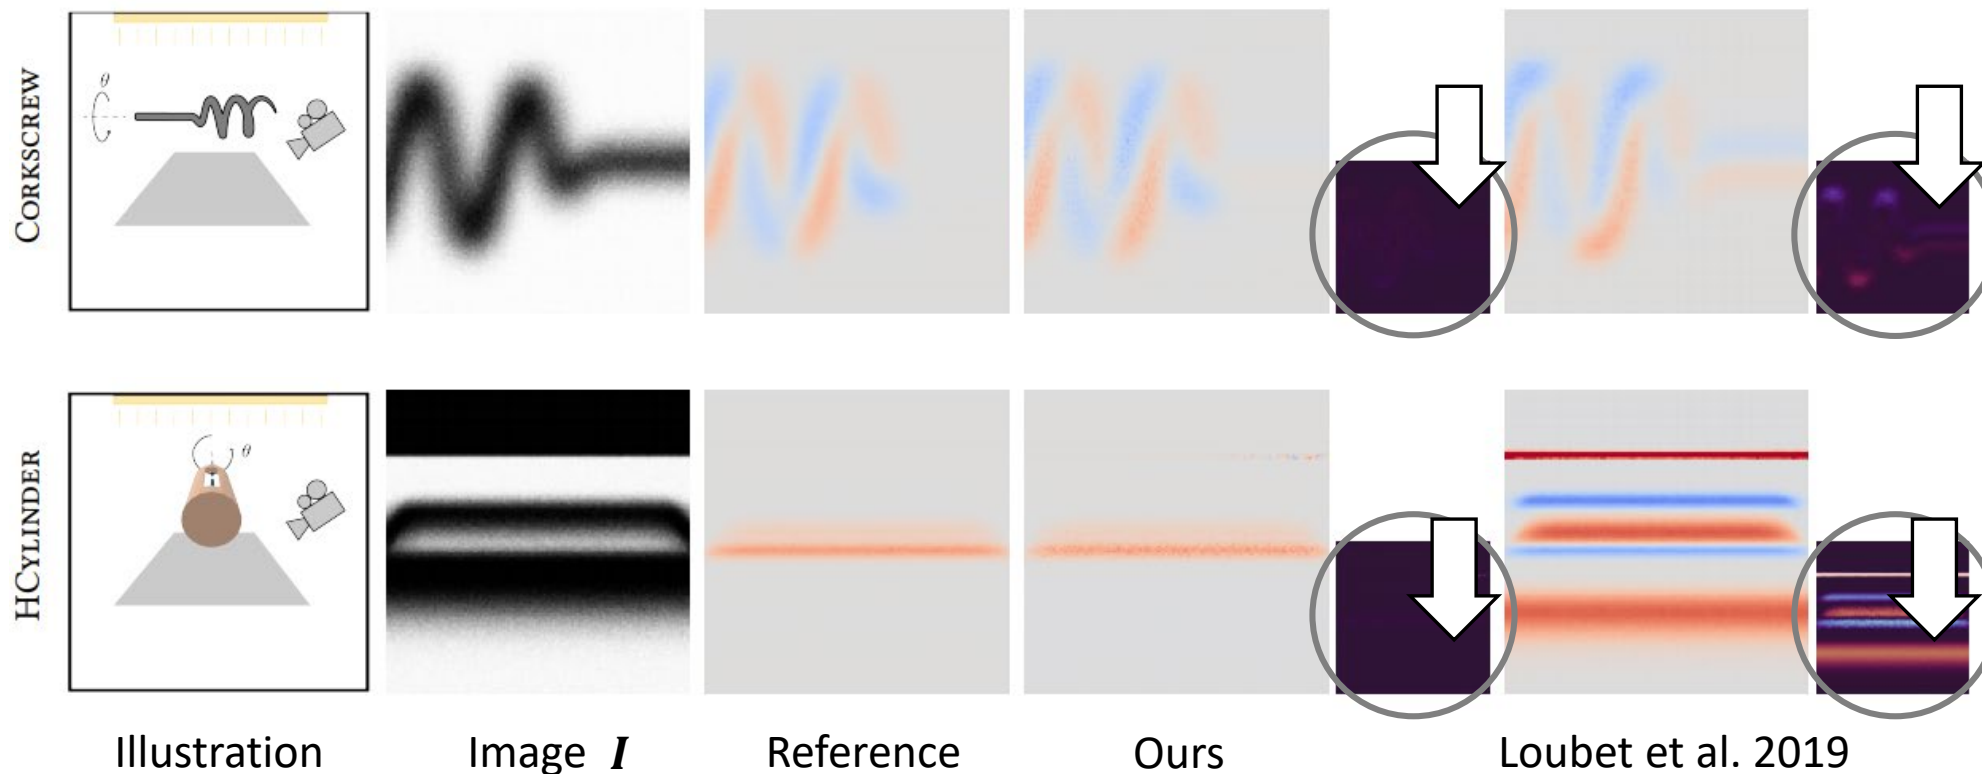 CORKSCREW
θ
HCYLINDER
θ
Illustration
Image I
Reference
Ours
Loubet et al. 2019